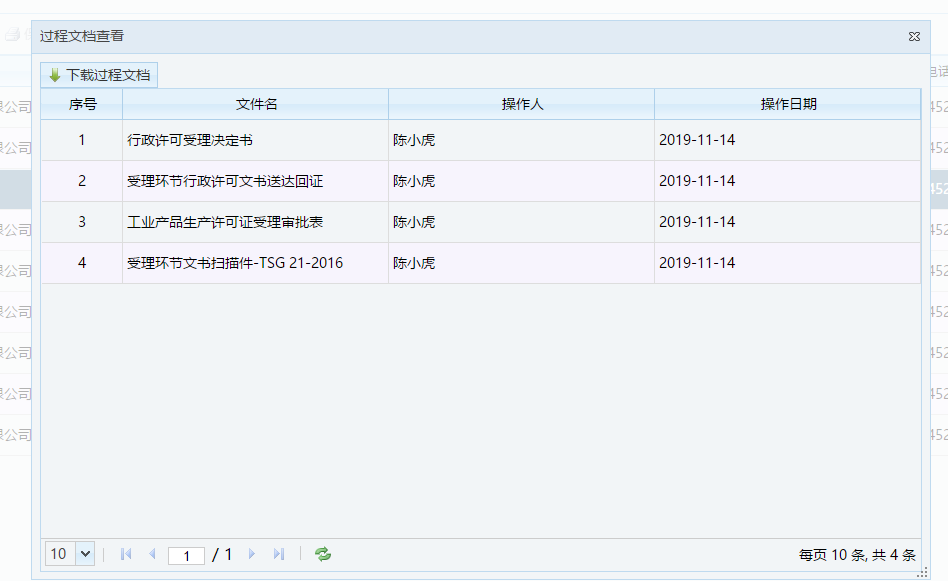 过程文档查看
下载过程文档
序号 文件名 操作人 操作日期
1 行政许可受理决定书 陈小虎 2019-11-14
2 受理环节行政许可文书送达回证 陈小虎 2019-11-14
3 工业产品生产许可证受理审批表 陈小虎 2019-11-14
4 受理环节文书扫描件-TSG 21-2016 陈小虎 2019-11-14
10 1 / 1 每页 10 条, 共 4 条